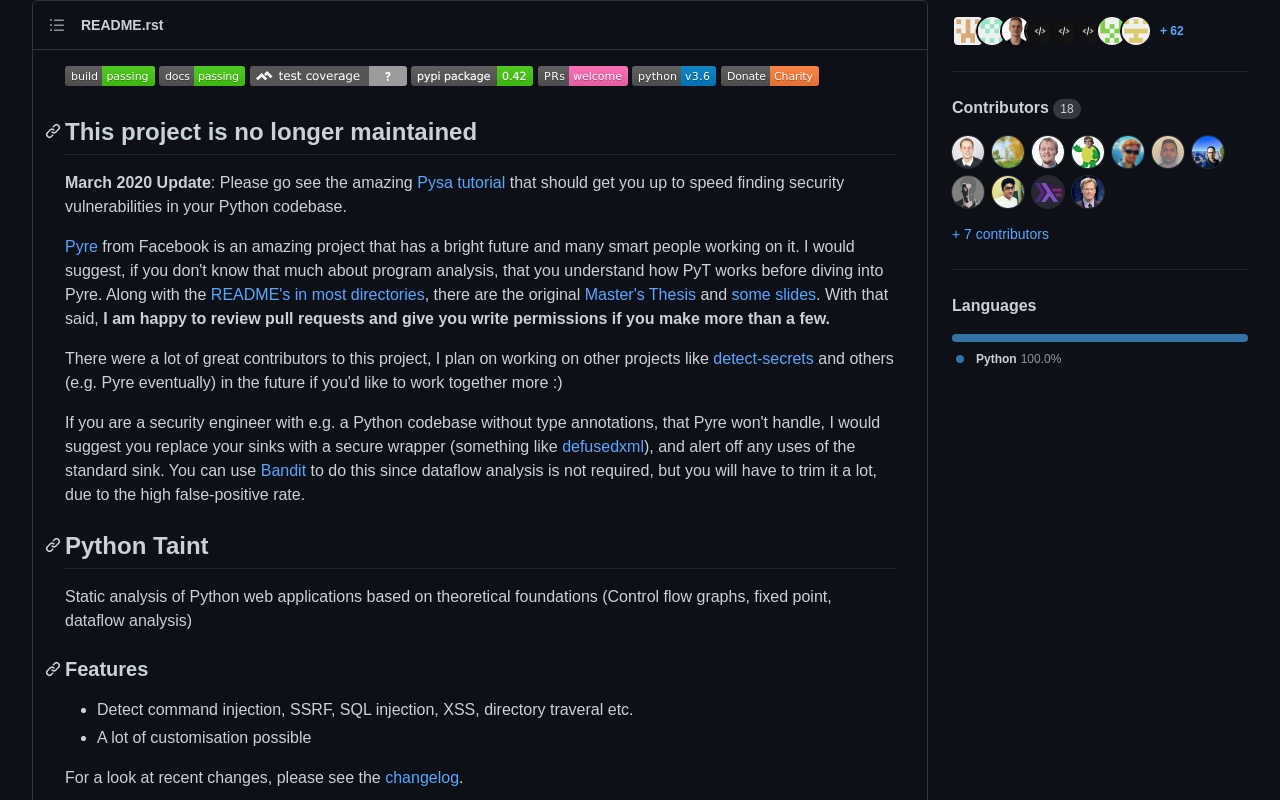 README.rst
build passing docs passing test coverage ? pypi package 0.42 PRs welcome python v3.6 Donate Charity
This project is no longer maintained
March 2020 Update: Please go see the amazing Pysa tutorial that should get you up to speed finding security
vulnerabilities in your Python codebase.
Pyre from Facebook is an amazing project that has a bright future and many smart people working on it. I would
suggest, if you don't know that much about program analysis, that you understand how PyT works before diving into
Pyre. Along with the README's in most directories, there are the original Master's Thesis and some slides. With that
said, I am happy to review pull requests and give you write permissions if you make more than a few.
There were a lot of great contributors to this project, I plan on working on other projects like detect-secrets and others
(e.g. Pyre eventually) in the future if you'd like to work together more :)
If you are a security engineer with e.g. a Python codebase without type annotations, that Pyre won't handle, I would
suggest you replace your sinks with a secure wrapper (something like defusedxml), and alert off any uses of the
standard sink. You can use Bandit to do this since dataflow analysis is not required, but you will have to trim it a lot,
due to the high false-positive rate.
Python Taint
Static analysis of Python web applications based on theoretical foundations (Control flow graphs, fixed point,
dataflow analysis)
Features
• Detect command injection, SSRF, SQL injection, XSS, directory traveral etc.
• A lot of customisation possible
For a look at recent changes, please see the changelog.
+ 62
Contributors 18
+ 7 contributors
Languages
Python 100.0%